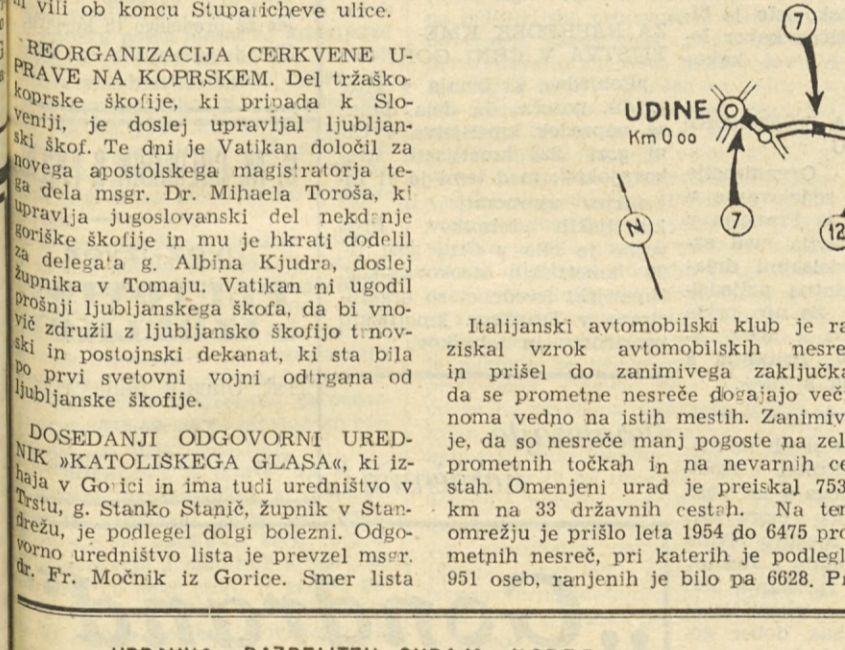 vili ob koncu Stuparicheve ulice.
REORGANIZACIJA CERKVENE U-
PRAVE NA KOPRSKEM. Del tržaško-
koprske škofije, ki pripada k Slo-
veniji, je doslej upravljal ljubljan-
ski škof. Te dni je Vatikan določil za
novega apostolskega magistratorja te-
ga dela msgr. Dr. Mihaela Toroša, ki
upravlja jugoslovanski del nekdanje
goriške škofije in mu je hkrati dodelil
za delegata g. Albina Kjudra, doslej
župnika v Tomaju. Vatikan ni ugodil
prošnji ljubljanskega škofa, da bi vno-
vič združil z ljubljansko škofijo trnov-
ski in postojnski dekanat, ki sta bila
po prvi svetovni vojni odtrgana od
ljubljanske škofije.
DOSEDANJI ODGOVORNI URED-
NIK »KATOLIŠKEGA GLASA«, ki iz-
haja v Gorici in ima tudi uredništvo v
Trstu, g. Stanko Stanič, župnik v Štan-
drežu, je podlegel dolgi bolezni. Odgo-
vorno uredništvo lista je prevzel msgr.
dr. Fr. Močnik iz Gorice. Smer lista
7
UDINE
Km 0 00
N
7
12
Italijanski avtomobilski klub je ra
ziskal vzrok avtomobilskih nesre
in prišel do zanimivega zaključka
da se prometne nesreče dogajajo več
noma vedno na istih mestih. Zanimiv
je, da so nesreče manj pogoste na zel
prometnih točkah in na nevarnih ce
stah. Omenjeni urad je preiskal 753
km na 33 državnih cestah. Na tem
omrežju je prišlo leta 1954 do 6475 pro
metnih nesreč, pri katerih je podlegl
951 oseb, ranjenih je bilo pa 6628. Pr